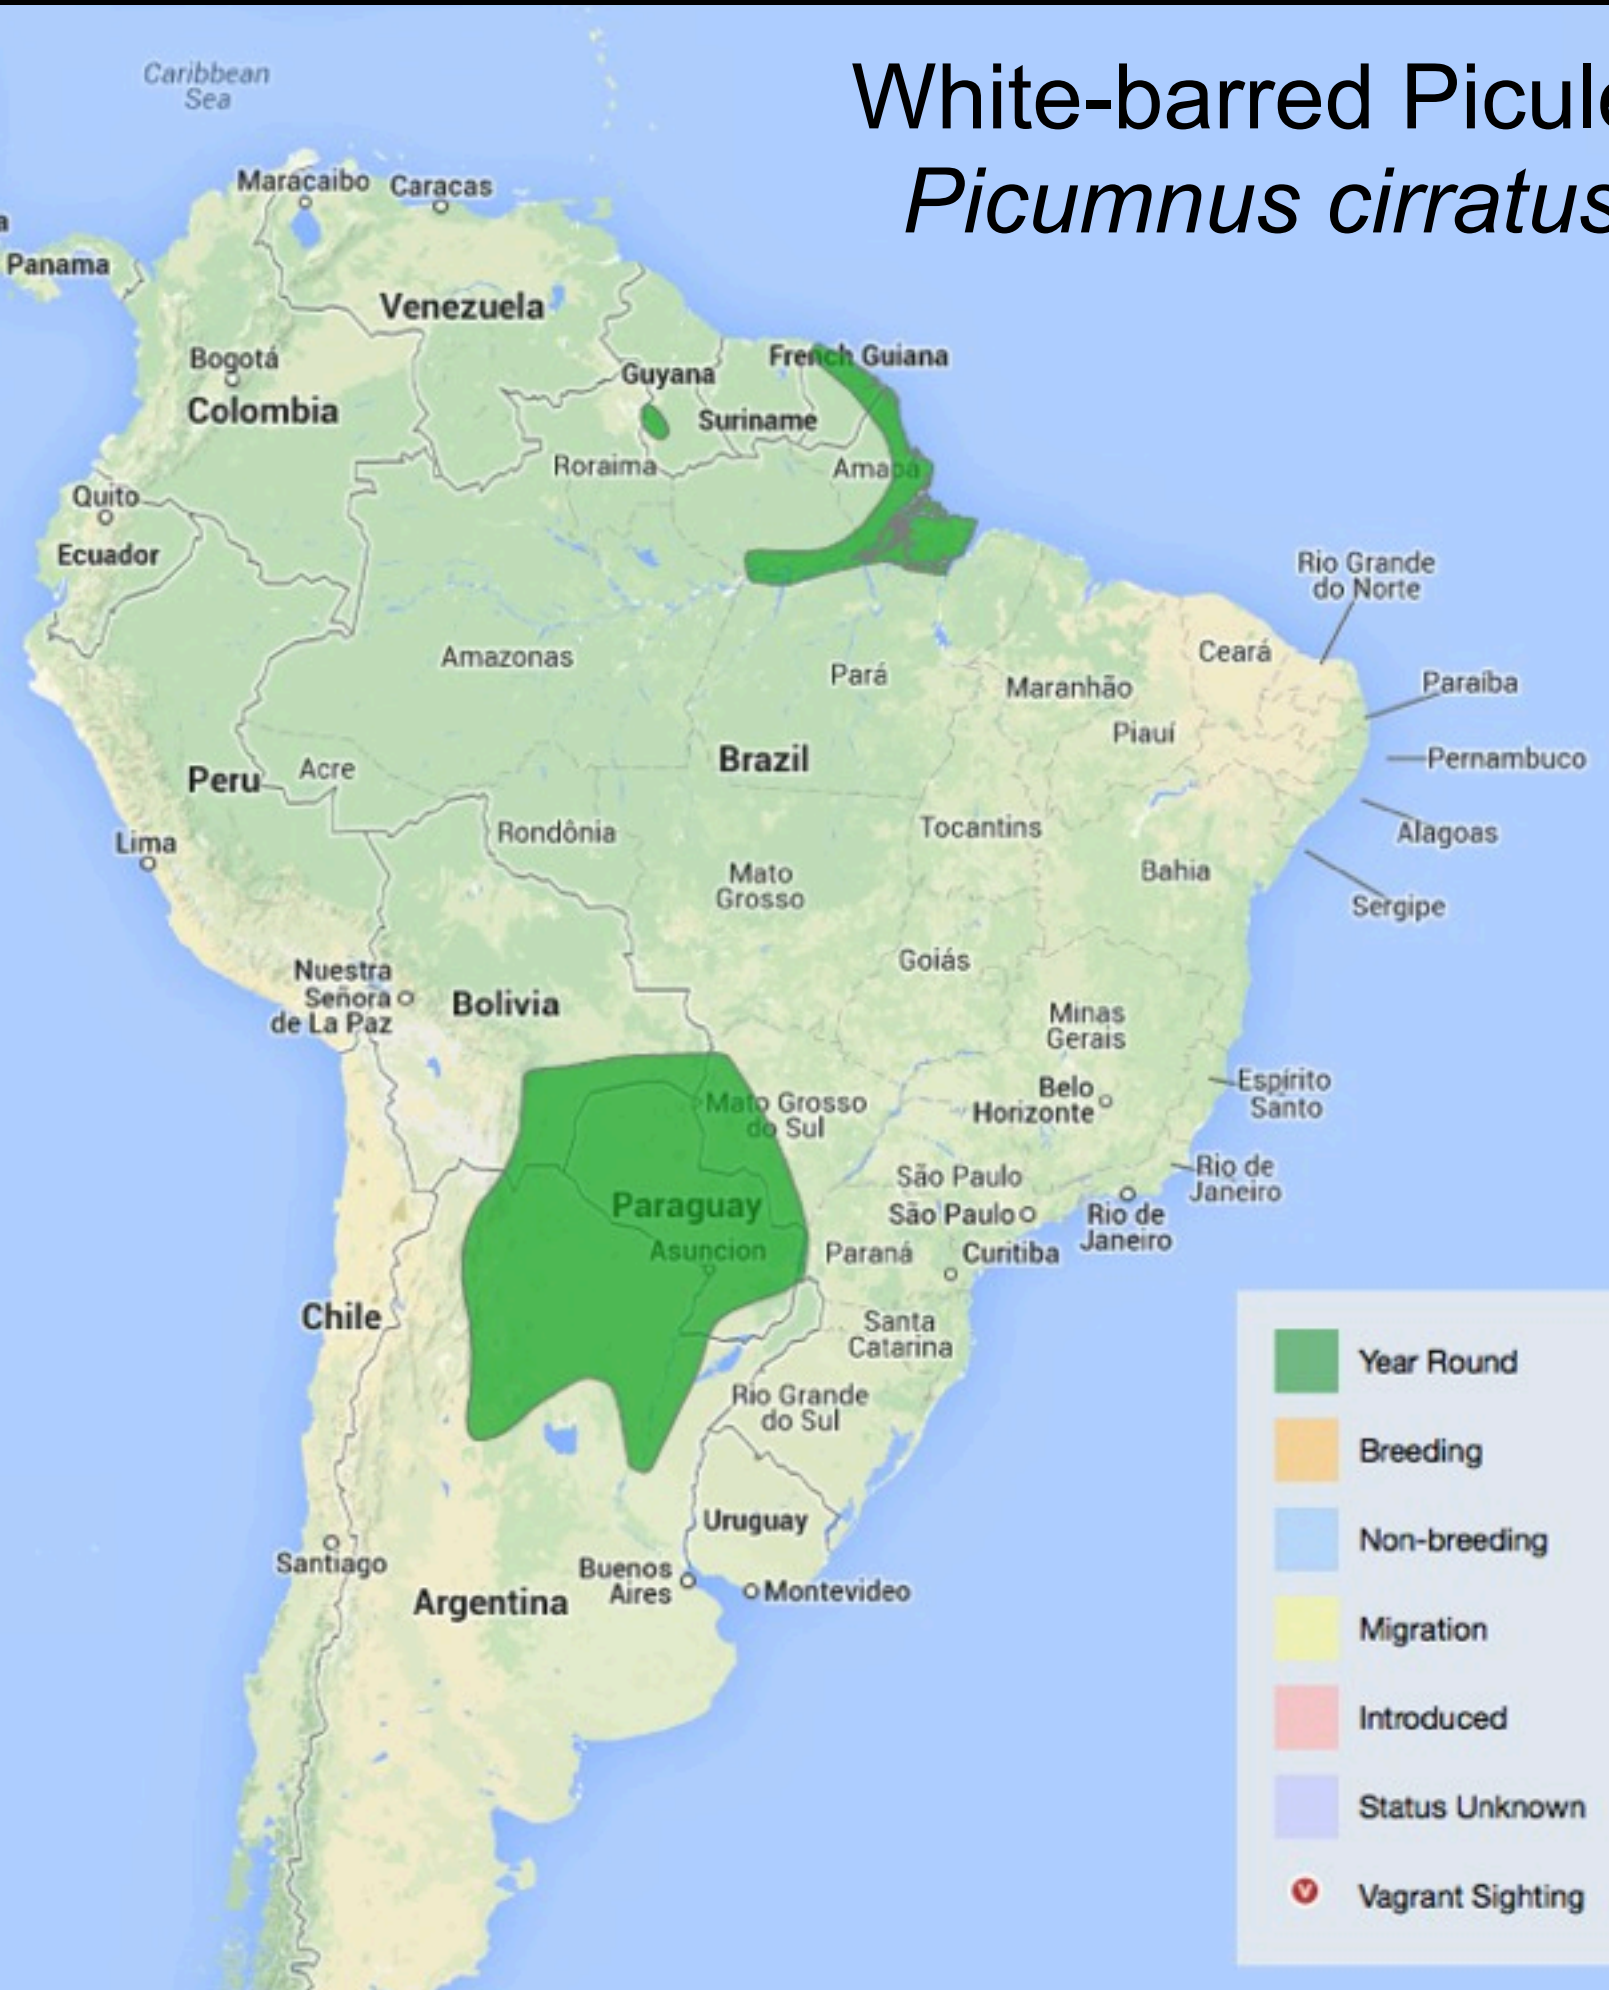 White-barred Picule
Picumnus cirratus
Caribbean
Sea
Maracaibo
Caracas
a
Panama
Venezuela
Bogotá
Colombia
Guyana
French Guiana
Suriname
Roraima
Amapá
Quito
Ecuador
Amazonas
Pará
Maranhão
Ceará
Piauí
Rio Grande
do Norte
Paraíba
Pernambuco
Alagoas
Sergipe
Peru
Acre
Brazil
Lima
Rondônia
Tocantins
Mato
Grosso
Bahia
Goiás
Nuestra
Señora
de La Paz
Bolivia
Minas
Gerais
Belo
Horizonte
Espírito
Santo
Mato Grosso
do Sul
São Paulo
São Paulo
Rio de
Janeiro
Rio de
Janeiro
Paraguay
Asuncion
Paraná
Curitiba
Chile
Santa
Catarina
Rio Grande
do Sul
Uruguay
Santiago
Argentina
Buenos
Aires
Montevideo
Year Round
Breeding
Non-breeding
Migration
Introduced
Status Unknown
V
Vagrant Sighting